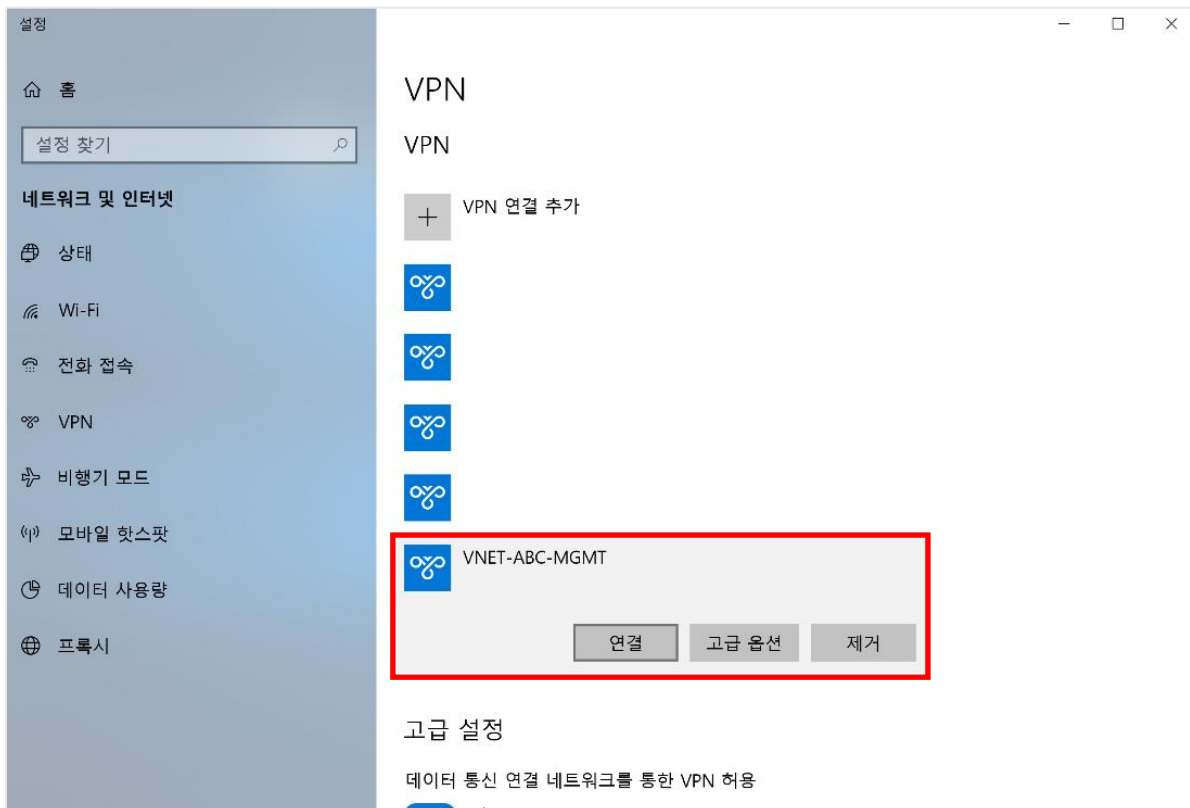 설정
홈
설정 찾기
네트워크 및 인터넷
상태
Wi-Fi
전화 접속
VPN
비행기 모드
모바일 핫스팟
데이터 사용량
프록시
VPN
VPN
VPN 연결 추가
VNET-ABC-MGMT
연결 고급 옵션 제거
고급 설정
데이터 통신 연결 네트워크를 통한 VPN 허용